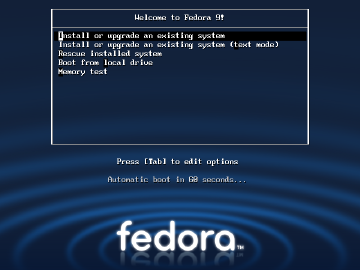 Welcome to Fedora 9!
Install or upgrade an existing system
Install or upgrade an existing system (text mode)
Rescue installed system
Boot from local drive
Memory test
Press [Tab] to edit options
Automatic boot in 60 seconds...
fedora™